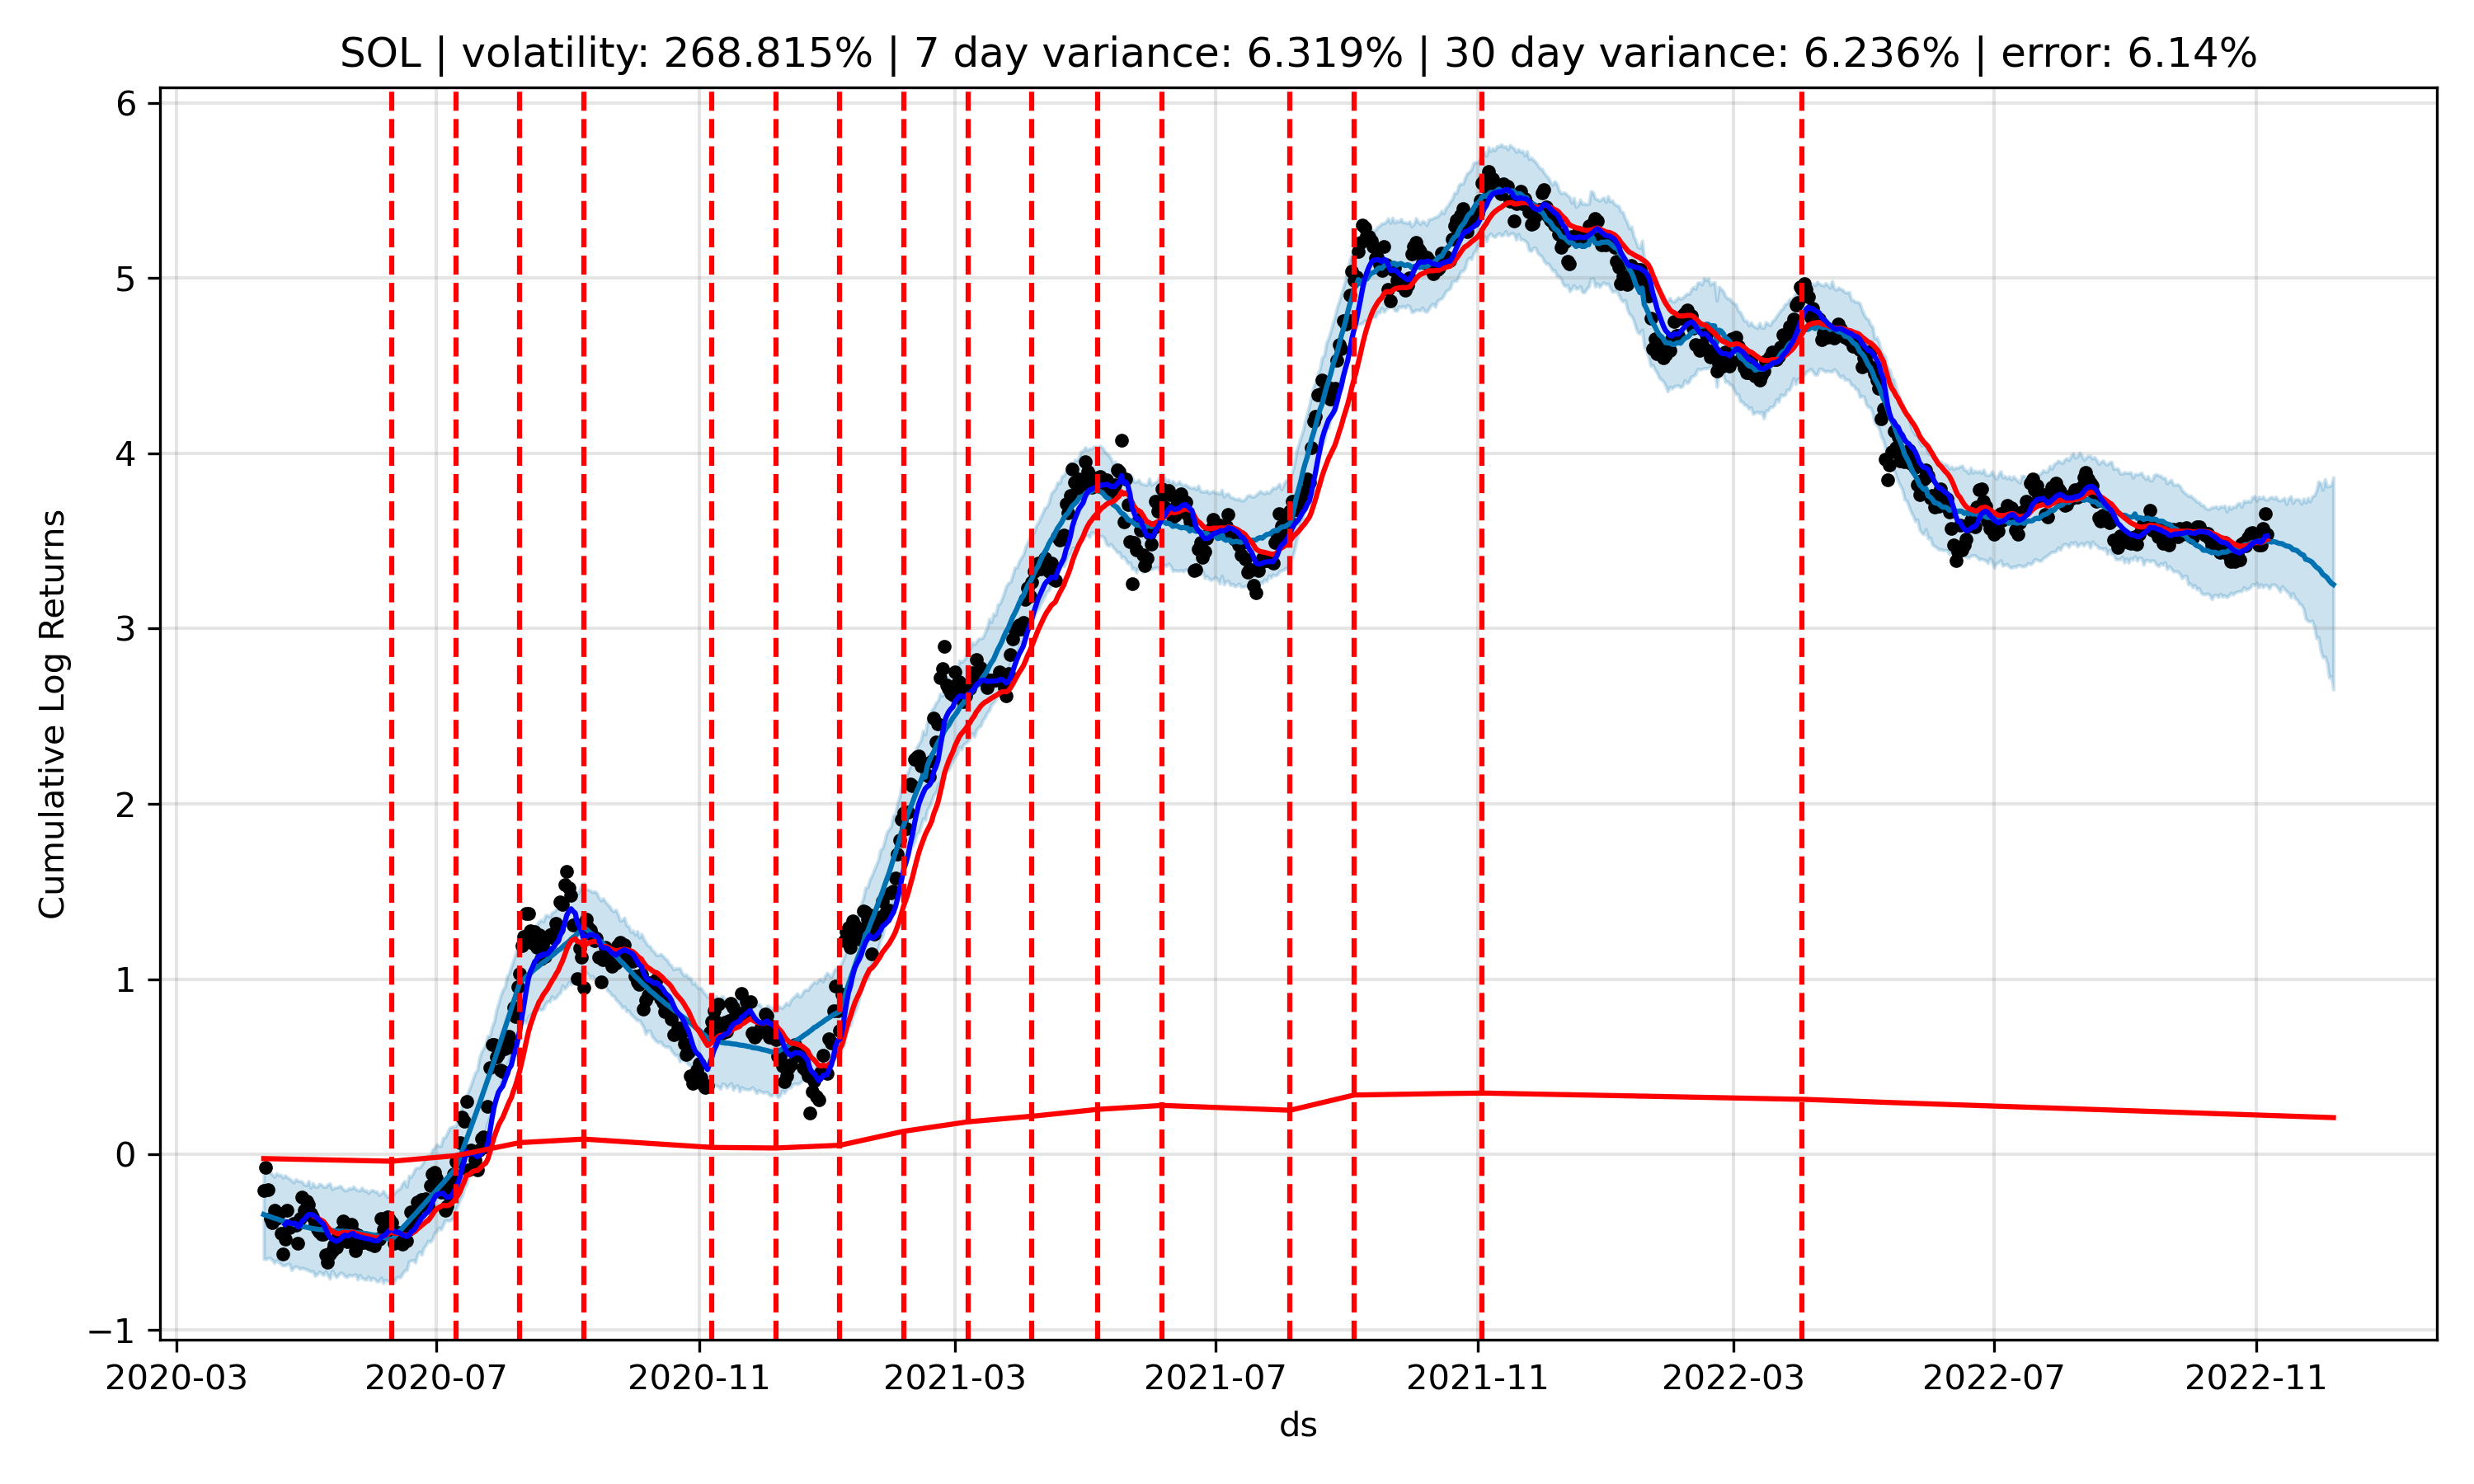 SOL | volatility: 268.815% | 7 day variance: 6.319% | 30 day variance: 6.236% | error: 6.14%
6
5
4
3
2
1
0
−1
Cumulative Log Returns
2020-03 2020-07 2020-11 2021-03 2021-07 2021-11 2022-03 2022-07 2022-11
ds